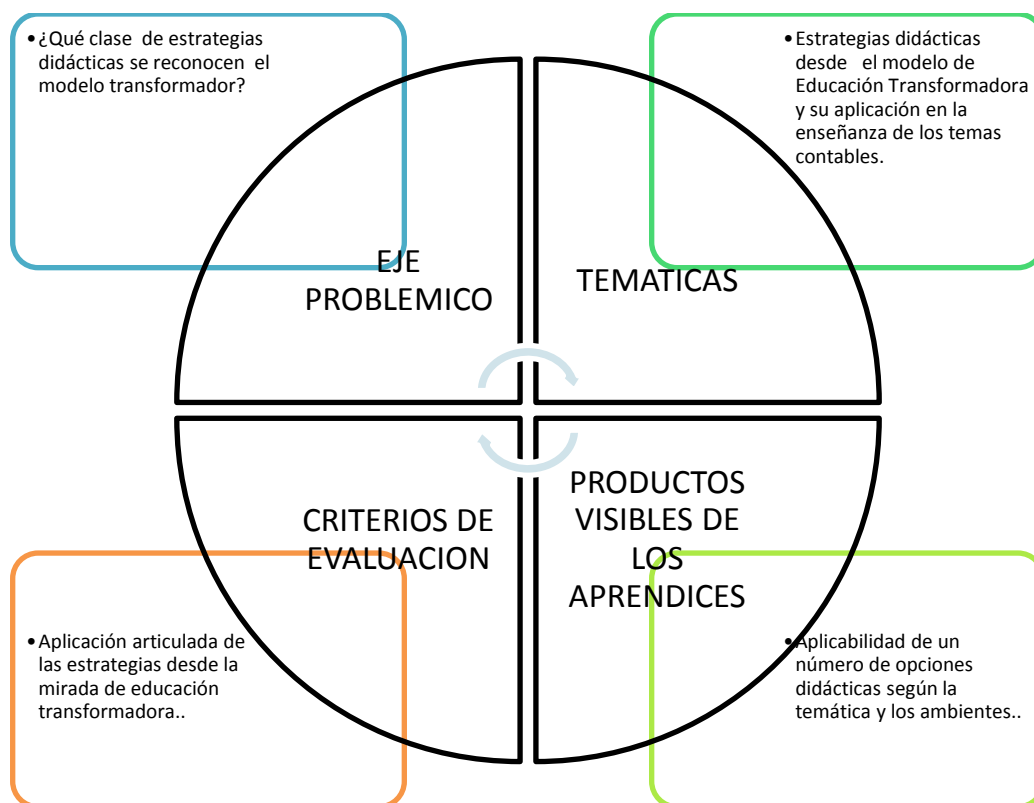 •¿Qué clase de estrategias
didácticas se reconocen el
modelo transformador?
•Estrategias didácticas
desde el modelo de
Educación Transformadora
y su aplicación en la
enseñanza de los temas
contables.
EJE
PROBLEMICO
TEMATICAS
CRITERIOS DE
EVALUACION
PRODUCTOS
VISIBLES DE
LOS
APRENDICES
•Aplicación articulada de
las estrategias desde la
mirada de educación
transformadora..
•Aplicabilidad de un
número de opciones
didácticas según la
temática y los ambientes..